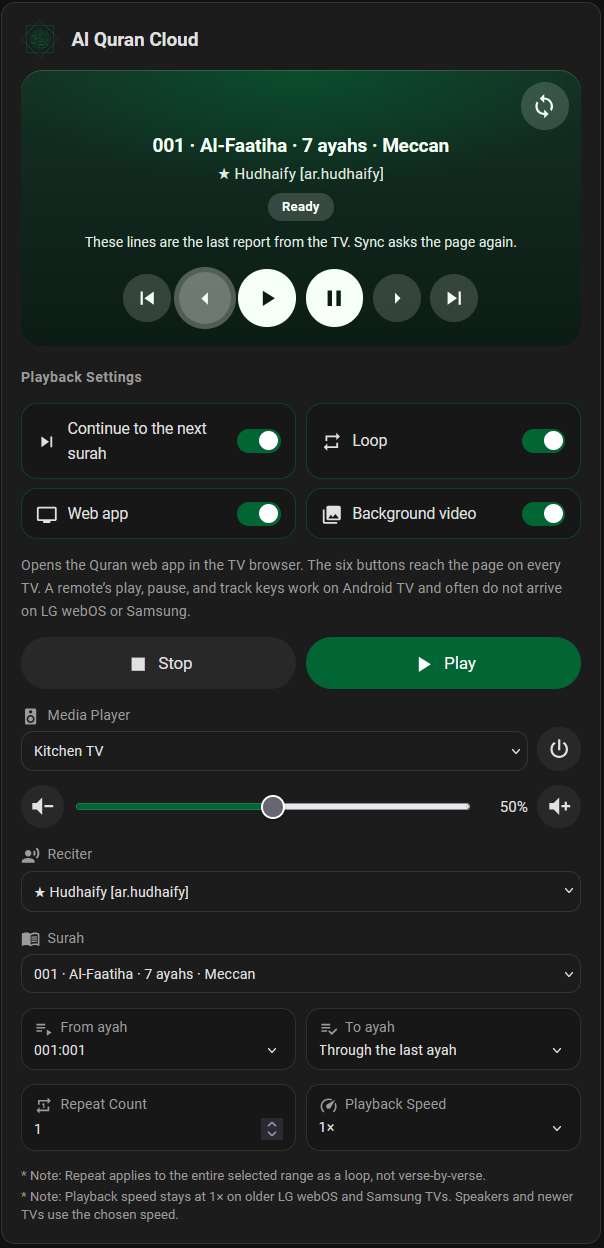 Al Quran Cloud
001 · Al-Faatiha · 7 ayahs · Meccan
★ Hudhaify [ar.hudhaify]
Ready
These lines are the last report from the TV. Sync asks the page again.
Playback Settings
Continue to the next
surah
Loop
Web app
Background video
Opens the Quran web app in the TV browser. The six buttons reach the page on every
TV. A remote’s play, pause, and track keys work on Android TV and often do not arrive
on LG webOS or Samsung.
Stop
Play
Media Player
Kitchen TV
50%
Reciter
★ Hudhaify [ar.hudhaify]
Surah
001 · Al-Faatiha · 7 ayahs · Meccan
From ayah
001:001
To ayah
Through the last ayah
Repeat Count
1
Playback Speed
1×
* Note: Repeat applies to the entire selected range as a loop, not verse-by-verse.
* Note: Playback speed stays at 1× on older LG webOS and Samsung TVs. Speakers and newer
TVs use the chosen speed.